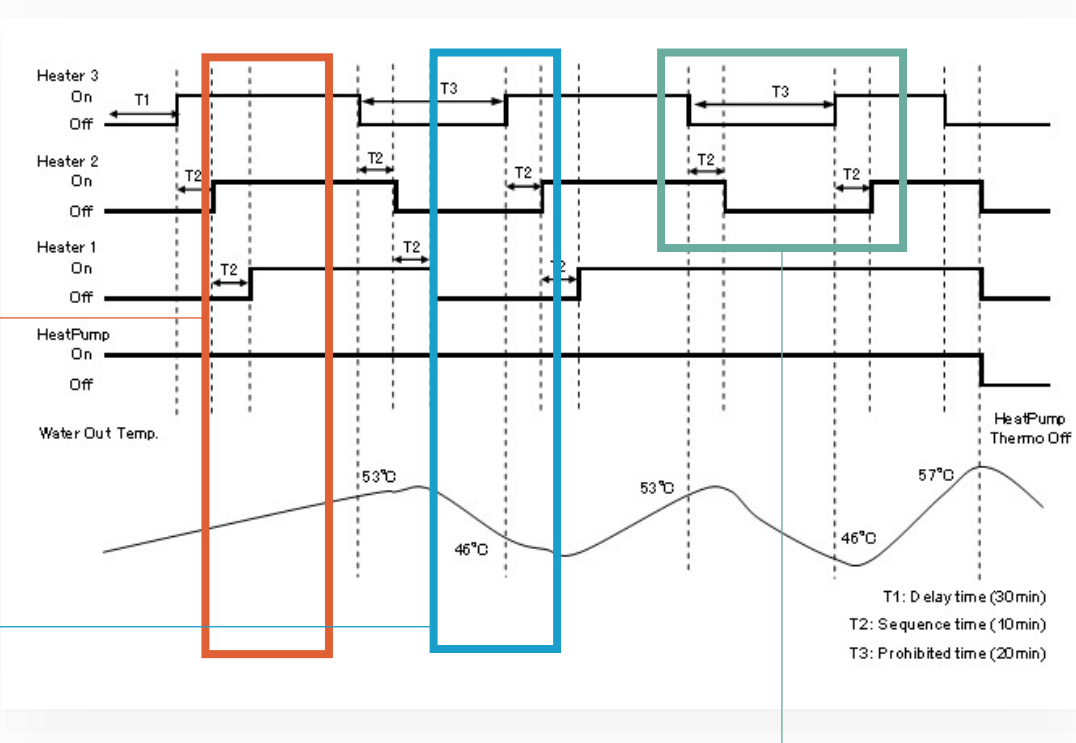 Heater 3
On
T1
T3
T3
Off
Heater 2
T2
T2
On
T2
T2
T2
Off
Heater 1
T2
On
T2
T2
Off
HeatPump
On
Off
HeatPump
Thermo Off
Water Out Temp.
53°C
53°C
57°C
46°C
46°C
T1: Delay time (30min)
T2: Sequence time (10min)
T3: Prohibited time (20min)